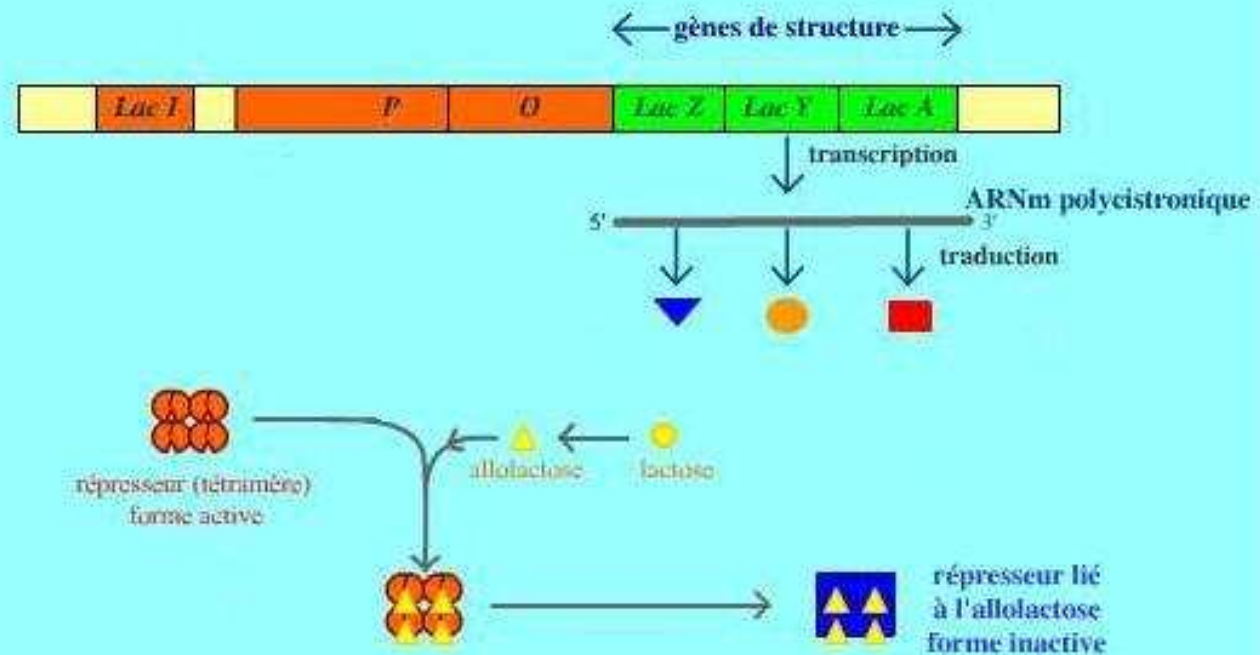 gènes de structure
Lac I P O Lac Z Lac Y Lac A
transcription
ARNm polycistronique
5' 3'
traduction
allolactose lactose
répresseur (tétramère)
forme active
répresseur lié
à l'allolactose
forme inactive